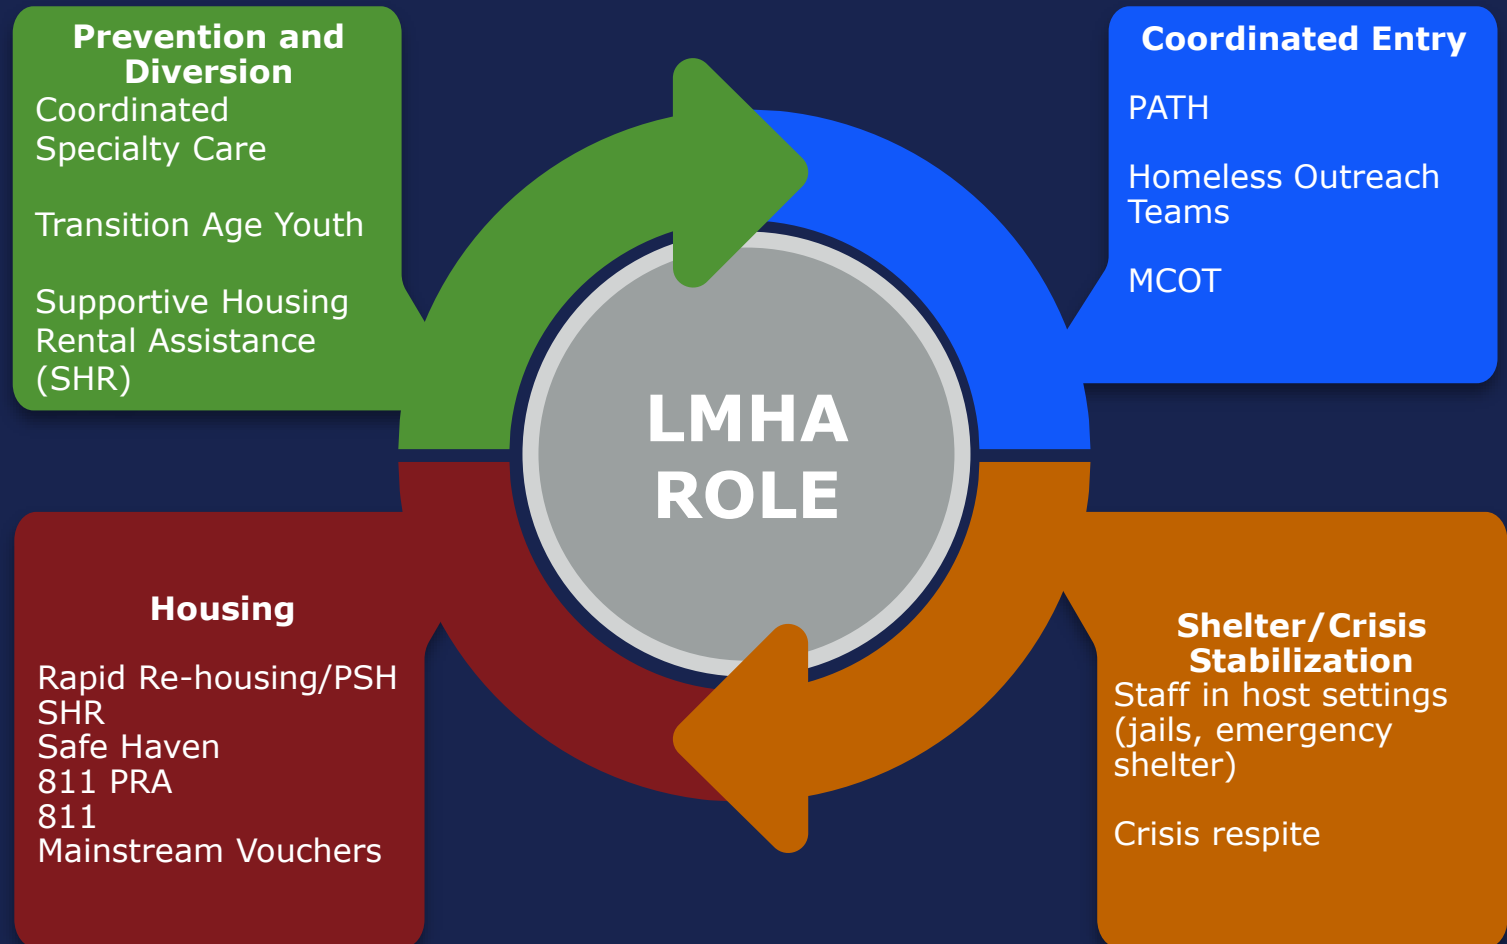 Prevention and
Diversion
Coordinated
Specialty Care
Transition Age Youth
Supportive Housing
Rental Assistance
(SHR)
Coordinated Entry
PATH
Homeless Outreach
Teams
MCOT
LMHA
ROLE
Housing
Rapid Re-housing/PSH
SHR
Safe Haven
811 PRA
811
Mainstream Vouchers
Shelter/Crisis
Stabilization
Staff in host settings
(jails, emergency
shelter)
Crisis respite